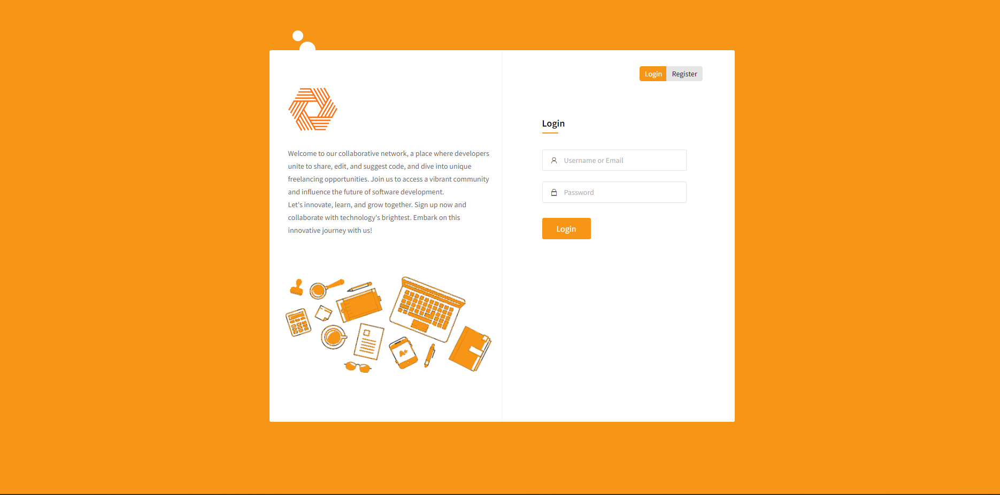 Login Register
Welcome to our collaborative network, a place where developers
unite to share, edit, and suggest code, and dive into unique
freelancing opportunities. Join us to access a vibrant community
and influence the future of software development.
Let's innovate, learn, and grow together. Sign up now and
collaborate with technology's brightest. Embark on this
innovative journey with us!
A+
Login
Username or Email
Password
Login